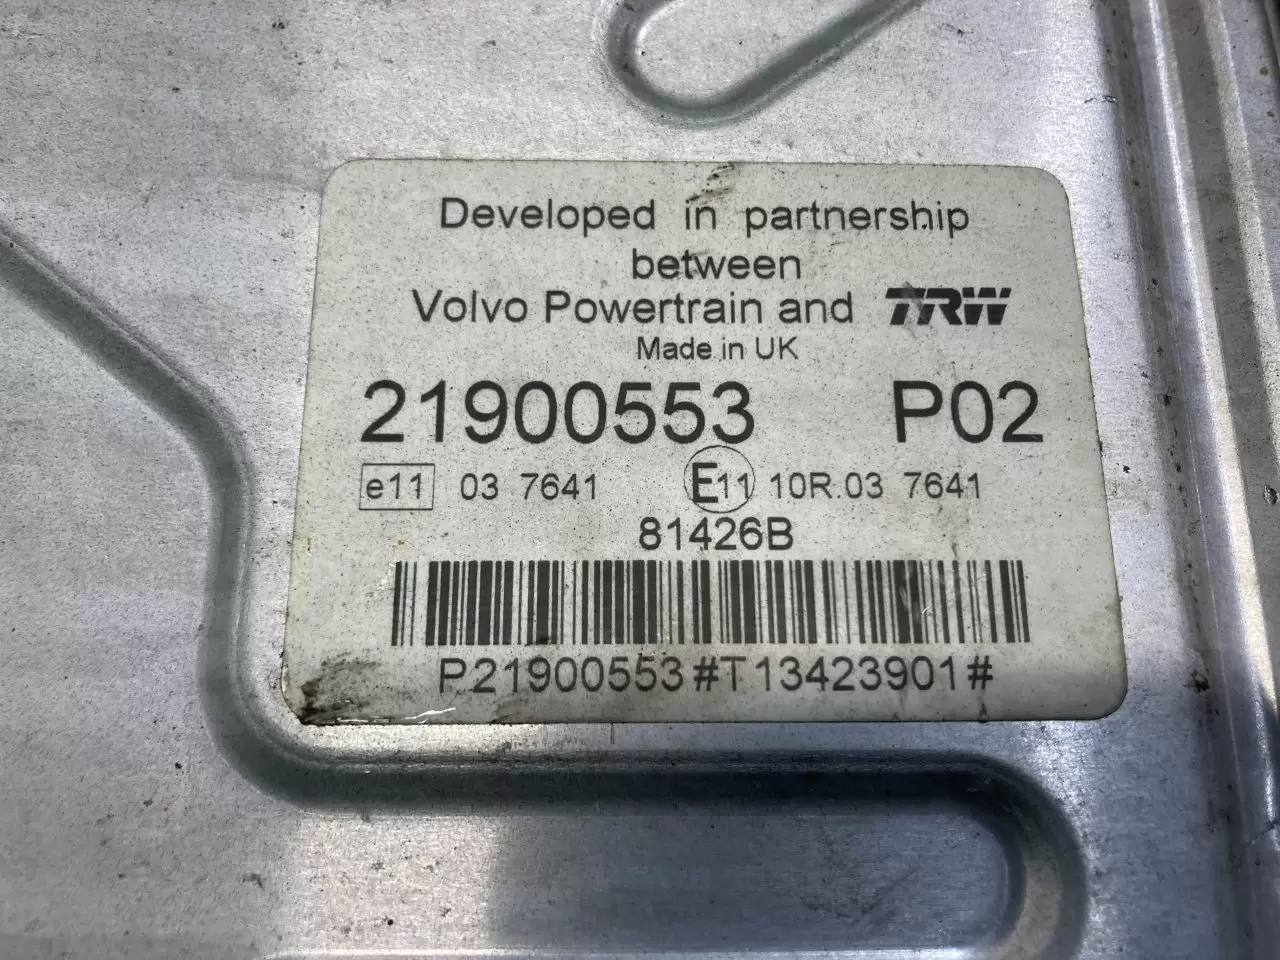 Developed in partnership
between
Volvo Powertrain and TRW
Made in UK
21900553 P02
e11 03 7641 E11 10R.03 7641
81426B
P21900553#T13423901#